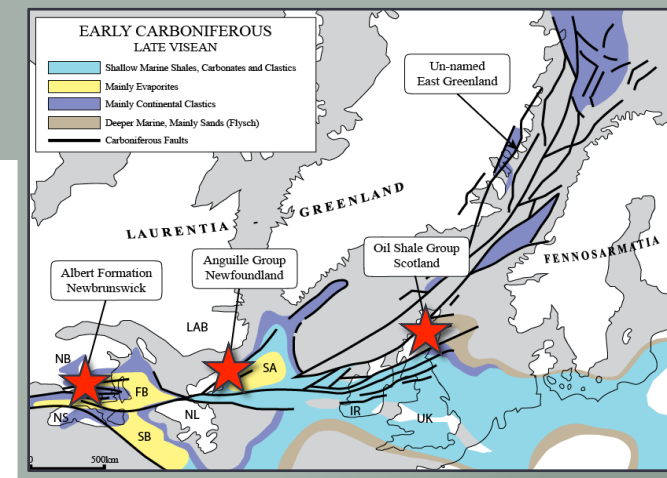 EARLY CARBONIFEROUS
LATE VISEAN
Shallow Marine Shales, Carbonates and Clastics
Mainly Evaporites
Mainly Continental Clastics
Deeper Marine, Mainly Sands (Flysch)
Carboniferous Faults
Un-named
East Greenland
LAURENTIA - GREENLAND
FENNOSARMATIA
Oil Shale Group
Scotland
Anguille Group
Newfoundland
Albert Formation
Newbrunswick
LAB
NB
SA
FB
NS
NL
IR
UK
SB
0
500km